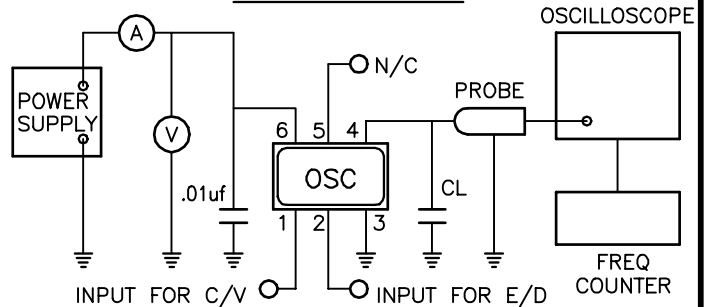 OSCILLOSCOPE
A
N/C
POWER
SUPPLY
PROBE
V
6 5 4
OSC
.01uf
CL
1 2 3
INPUT FOR C/V
INPUT FOR E/D
FREQ
COUNTER